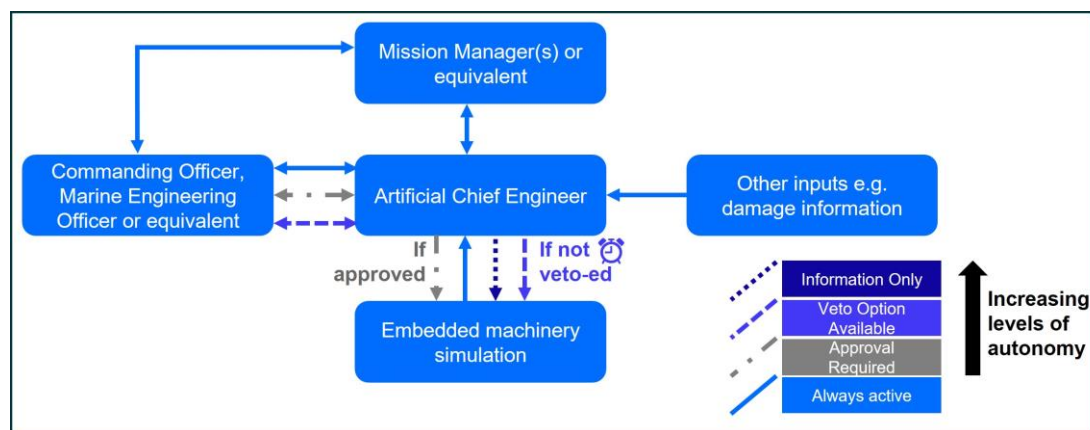 Mission Manager(s) or
equivalent
Commanding Officer,
Marine Engineering
Officer or equivalent
Artificial Chief Engineer
Other inputs e.g.
damage information
If
approved
If not
veto-ed
Embedded machinery
simulation
Information Only
Veto Option
Available
Approval
Required
Always active
Increasing
levels of
autonomy